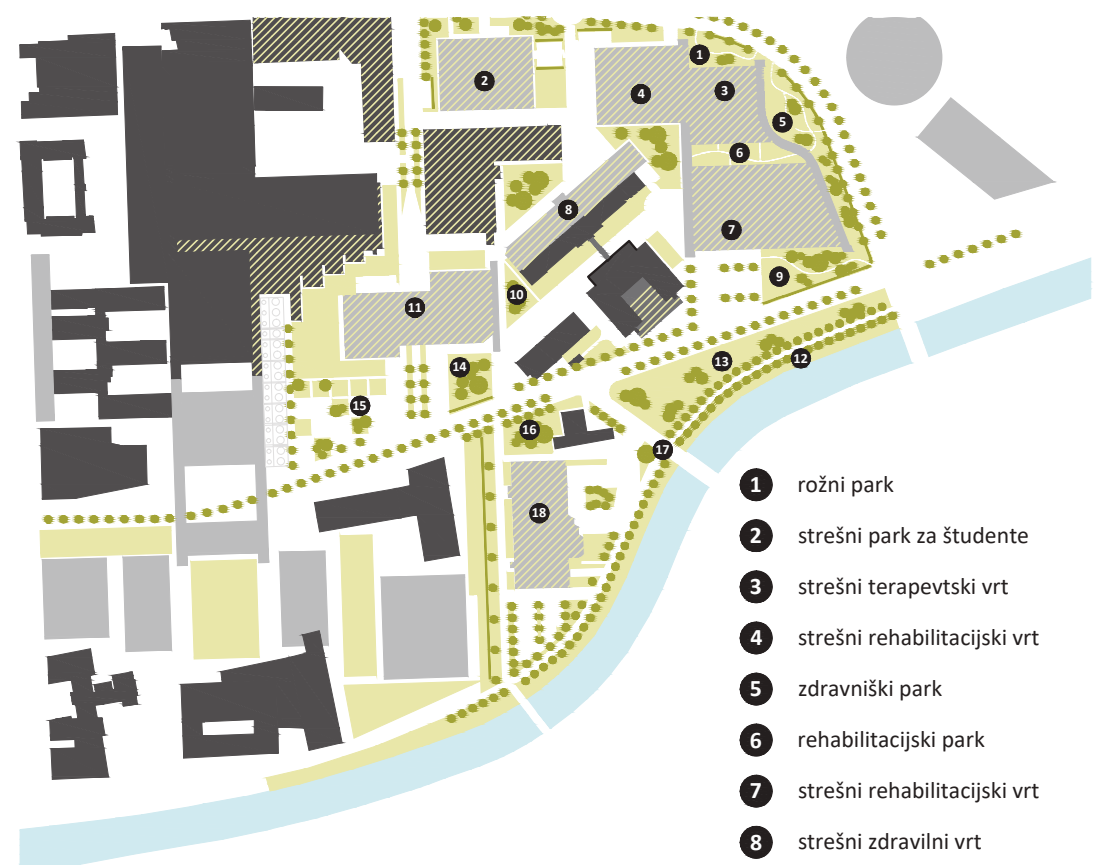 1
2
4
3
5
6
8
7
9
10
11
13
12
14
15
16
17
18
1 rožni park
2 strešni park za študente
3 strešni terapevtski vrt
4 strešni rehabilitacijski vrt
5 zdravniški park
6 rehabilitacijski park
7 strešni rehabilitacijski vrt
8 strešni zdravilni vrt